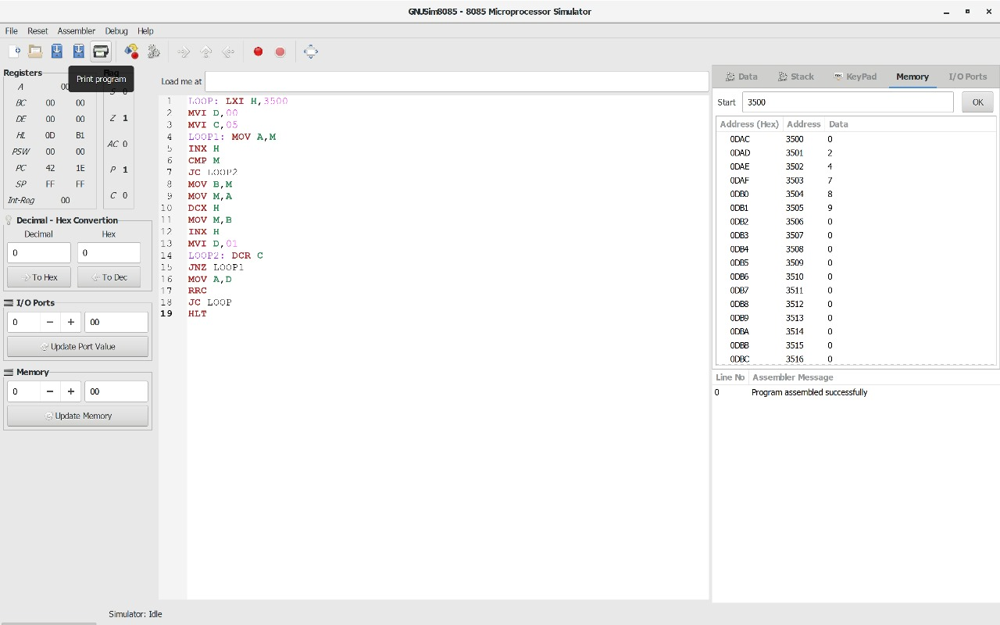 GNUSim8085 - 8085 Microprocessor Simulator
File Reset Assembler Debug Help
Print program
Registers
A 00
BC 00 00
DE 00 00
HL 0D B1
PSW 00 00
PC 42 1E
SP FF FF
Int-Reg 00
S 0
Z 1
AC 0
P 1
C 0
Decimal - Hex Convertion
Decimal Hex
0 0
To Hex To Dec
I/O Ports
0 − + 00
Update Port Value
Memory
0 − + 00
Update Memory
Load me at
1 LOOP: LXI H,3500
2 MVI D,00
3 MVI C,05
4 LOOP1: MOV A,M
5 INX H
6 CMP M
7 JC LOOP2
8 MOV B,M
9 MOV M,A
10 DCX H
11 MOV M,B
12 INX H
13 MVI D,01
14 LOOP2: DCR C
15 JNZ LOOP1
16 MOV A,D
17 RRC
18 JC LOOP
19 HLT
Data Stack KeyPad Memory I/O Ports
Start 3500 OK
Address (Hex) Address Data
0DAC 3500 0
0DAD 3501 2
0DAE 3502 4
0DAF 3503 7
0DB0 3504 8
0DB1 3505 9
0DB2 3506 0
0DB3 3507 0
0DB4 3508 0
0DB5 3509 0
0DB6 3510 0
0DB7 3511 0
0DB8 3512 0
0DB9 3513 0
0DBA 3514 0
0DBB 3515 0
0DBC 3516 0
Line No Assembler Message
0 Program assembled successfully
Simulator: Idle